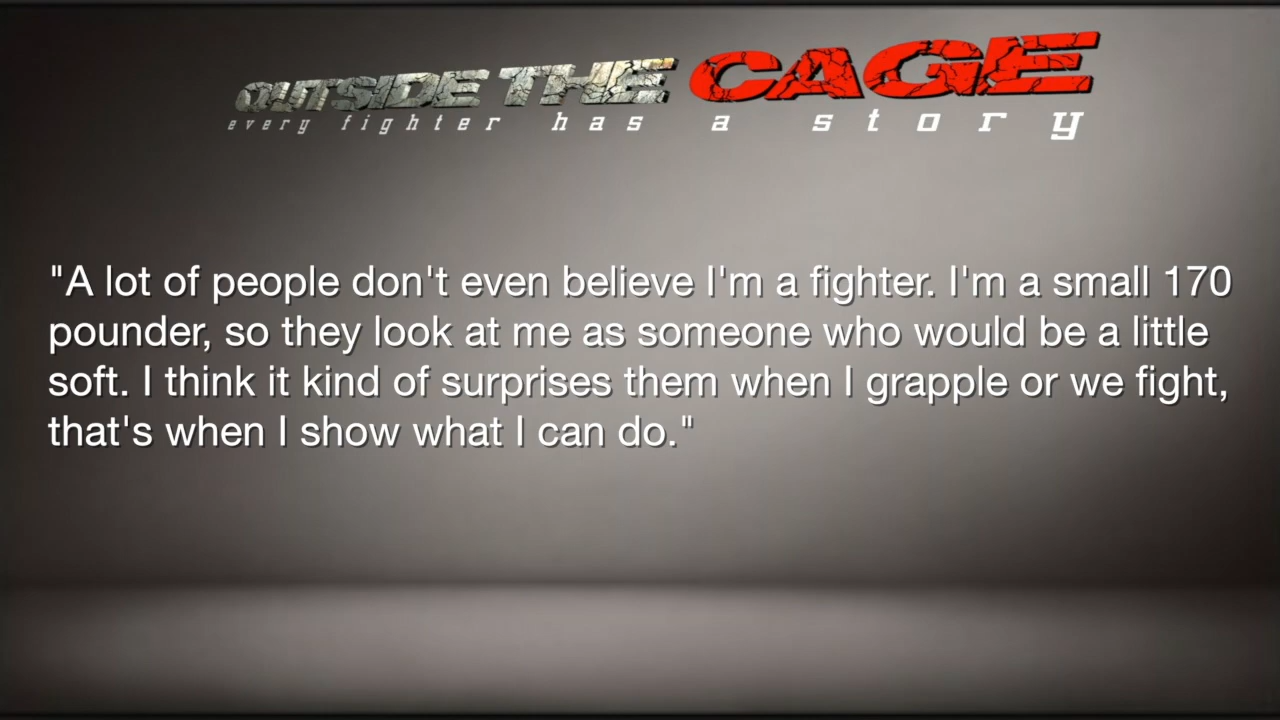 OUTSIDE THE CAGE
every fighter has a story
"A lot of people don't even believe I'm a fighter. I'm a small 170
pounder, so they look at me as someone who would be a little
soft. I think it kind of surprises them when I grapple or we fight,
that's when I show what I can do."